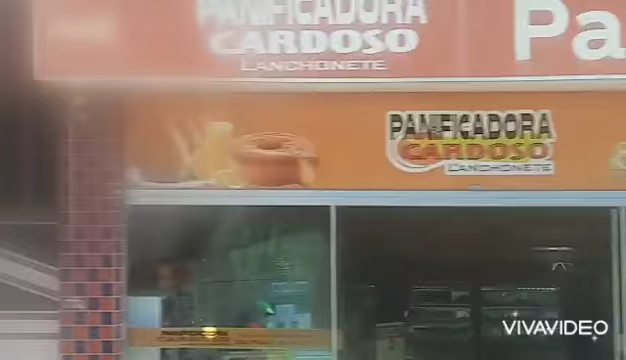 PANIFICADORA
CARDOSO
LANCHONETE
Pa
PANIFICADORA
CARDOSO
LANCHONETE
VIVAVIDEO